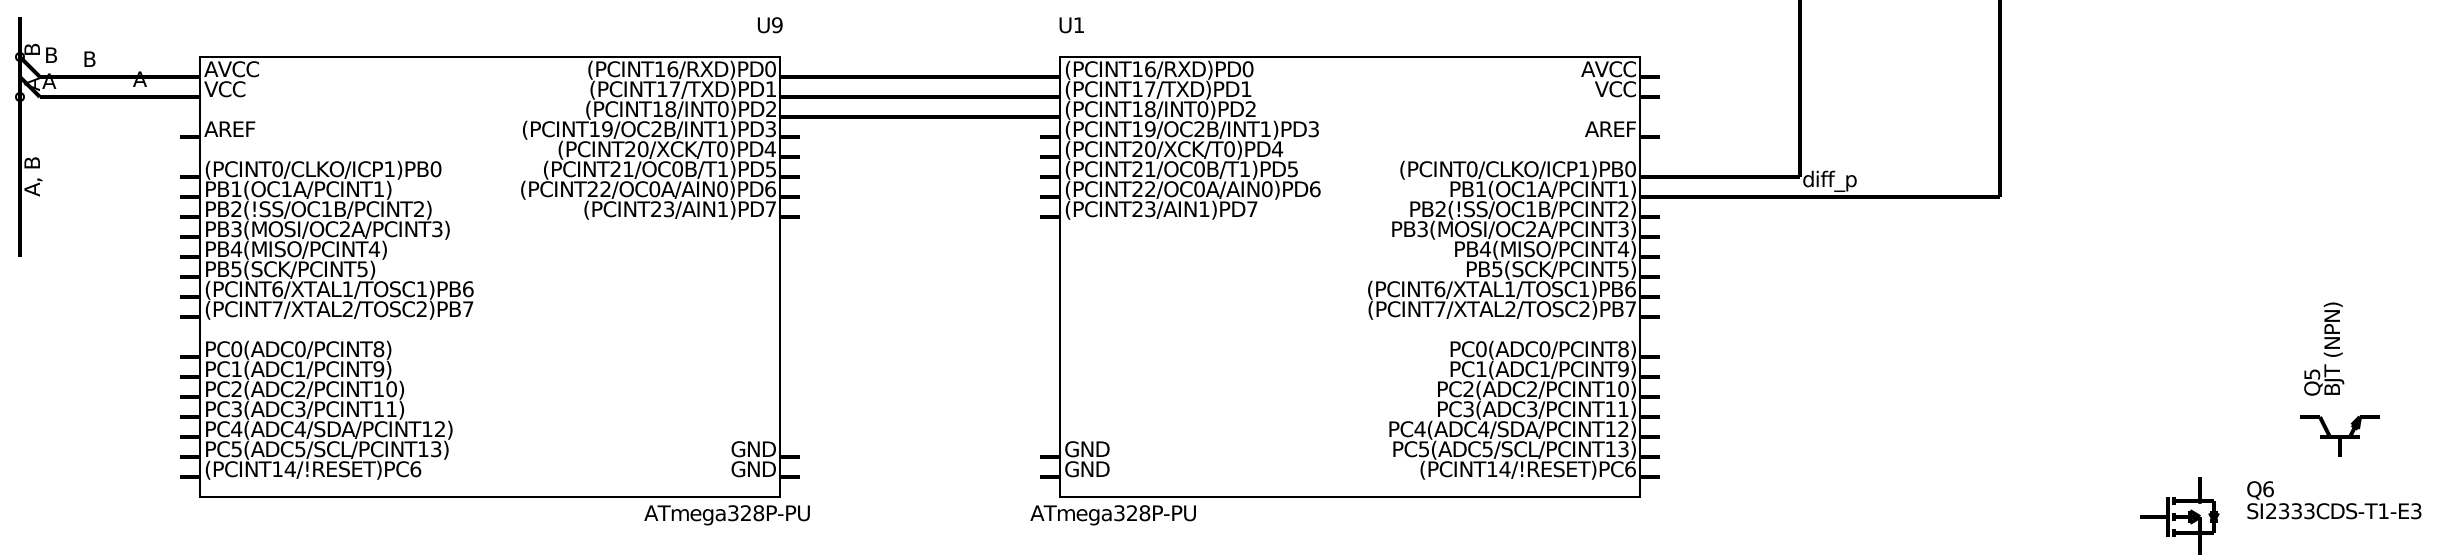 U9
U1
B
B
B
A
A
A
A, B
AVCC
VCC
AREF
(PCINT0/CLKO/ICP1)PB0
PB1(OC1A/PCINT1)
PB2(!SS/OC1B/PCINT2)
PB3(MOSI/OC2A/PCINT3)
PB4(MISO/PCINT4)
PB5(SCK/PCINT5)
(PCINT6/XTAL1/TOSC1)PB6
(PCINT7/XTAL2/TOSC2)PB7
PC0(ADC0/PCINT8)
PC1(ADC1/PCINT9)
PC2(ADC2/PCINT10)
PC3(ADC3/PCINT11)
PC4(ADC4/SDA/PCINT12)
PC5(ADC5/SCL/PCINT13)
(PCINT14/!RESET)PC6
(PCINT16/RXD)PD0
(PCINT17/TXD)PD1
(PCINT18/INT0)PD2
(PCINT19/OC2B/INT1)PD3
(PCINT20/XCK/T0)PD4
(PCINT21/OC0B/T1)PD5
(PCINT22/OC0A/AIN0)PD6
(PCINT23/AIN1)PD7
GND
GND
ATmega328P-PU
(PCINT16/RXD)PD0
(PCINT17/TXD)PD1
(PCINT18/INT0)PD2
(PCINT19/OC2B/INT1)PD3
(PCINT20/XCK/T0)PD4
(PCINT21/OC0B/T1)PD5
(PCINT22/OC0A/AIN0)PD6
(PCINT23/AIN1)PD7
GND
GND
AVCC
VCC
AREF
(PCINT0/CLKO/ICP1)PB0
PB1(OC1A/PCINT1)
PB2(!SS/OC1B/PCINT2)
PB3(MOSI/OC2A/PCINT3)
PB4(MISO/PCINT4)
PB5(SCK/PCINT5)
(PCINT6/XTAL1/TOSC1)PB6
(PCINT7/XTAL2/TOSC2)PB7
PC0(ADC0/PCINT8)
PC1(ADC1/PCINT9)
PC2(ADC2/PCINT10)
PC3(ADC3/PCINT11)
PC4(ADC4/SDA/PCINT12)
PC5(ADC5/SCL/PCINT13)
(PCINT14/!RESET)PC6
ATmega328P-PU
diff_p
Q5
BJT (NPN)
Q6
SI2333CDS-T1-E3